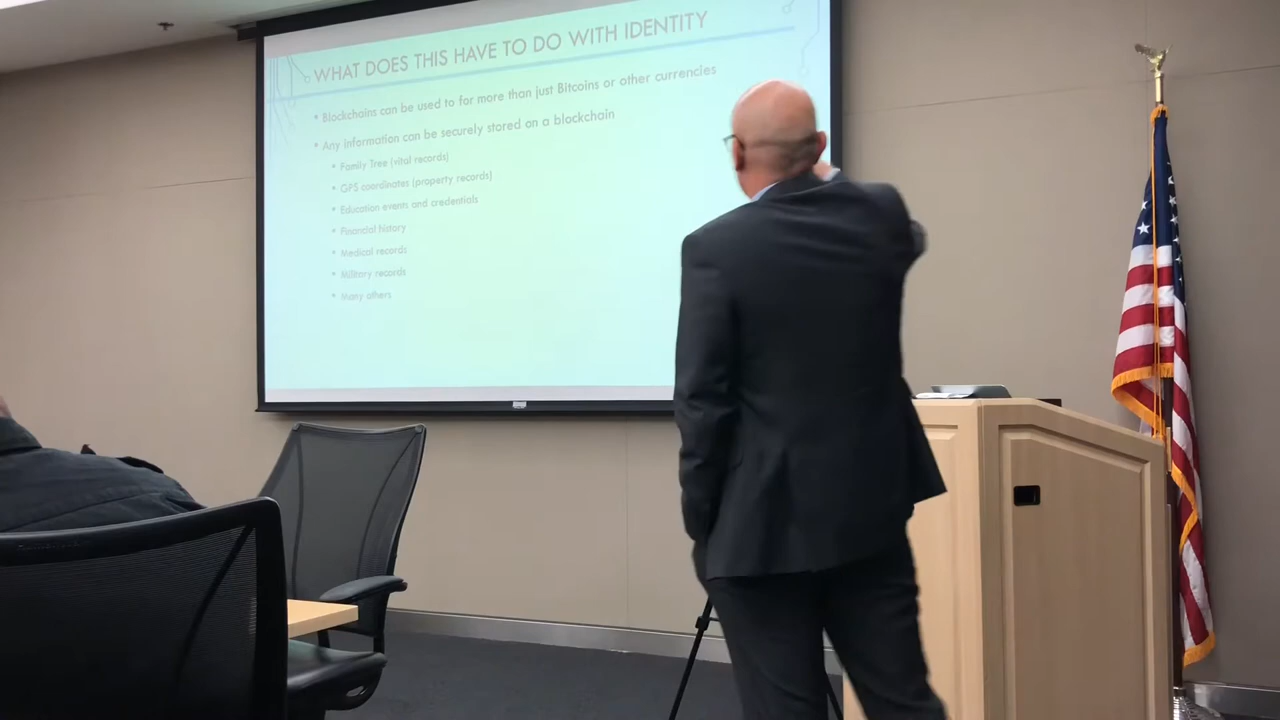 WHAT DOES THIS HAVE TO DO WITH IDENTITY
• Blockchains can be used to for more than just Bitcoins or other currencies
• Any information can be securely stored on a blockchain
• Family Tree (vital records)
• GPS coordinates (property records)
• Education events and credentials
• Financial history
• Medical records
• Military records
• Many others